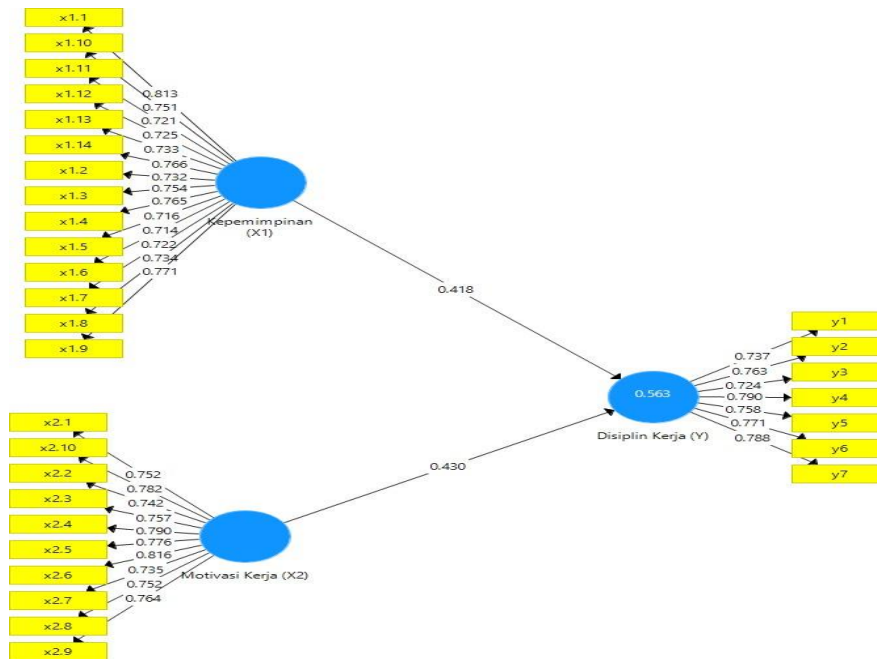 x1.1
x1.10
x1.11
x1.12
x1.13
x1.14
x1.2
x1.3
x1.4
x1.5
x1.6
x1.7
x1.8
x1.9
0.813
0.751
0.721
0.725
0.733
0.766
0.732
0.754
0.765
0.716
0.714
0.722
0.734
0.771
Kepemimpinan
(X1)
0.418
x2.1
x2.10
x2.2
x2.3
x2.4
x2.5
x2.6
x2.7
x2.8
x2.9
0.752
0.782
0.742
0.757
0.790
0.776
0.816
0.735
0.752
0.764
Motivasi Kerja (X2)
0.430
0.563
Disiplin Kerja (Y)
0.737
0.763
0.724
0.790
0.758
0.771
0.788
y1
y2
y3
y4
y5
y6
y7